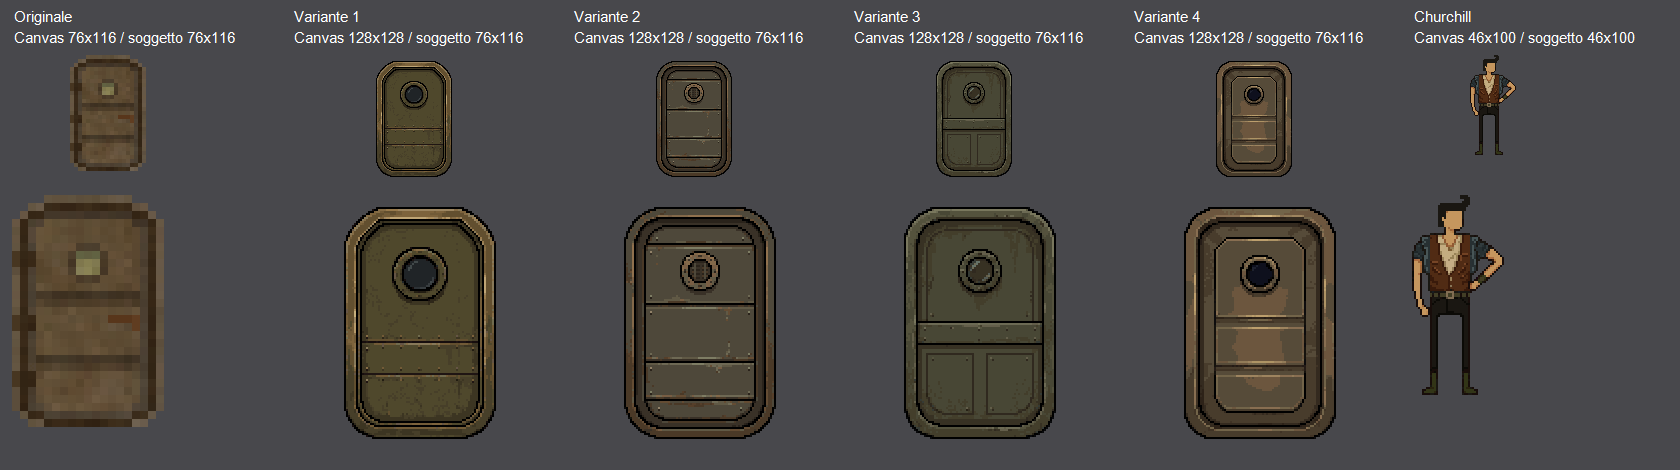 Originale
Canvas 76x116 / soggetto 76x116
Variante 1
Canvas 128x128 / soggetto 76x116
Variante 2
Canvas 128x128 / soggetto 76x116
Variante 3
Canvas 128x128 / soggetto 76x116
Variante 4
Canvas 128x128 / soggetto 76x116
Churchill
Canvas 46x100 / soggetto 46x100